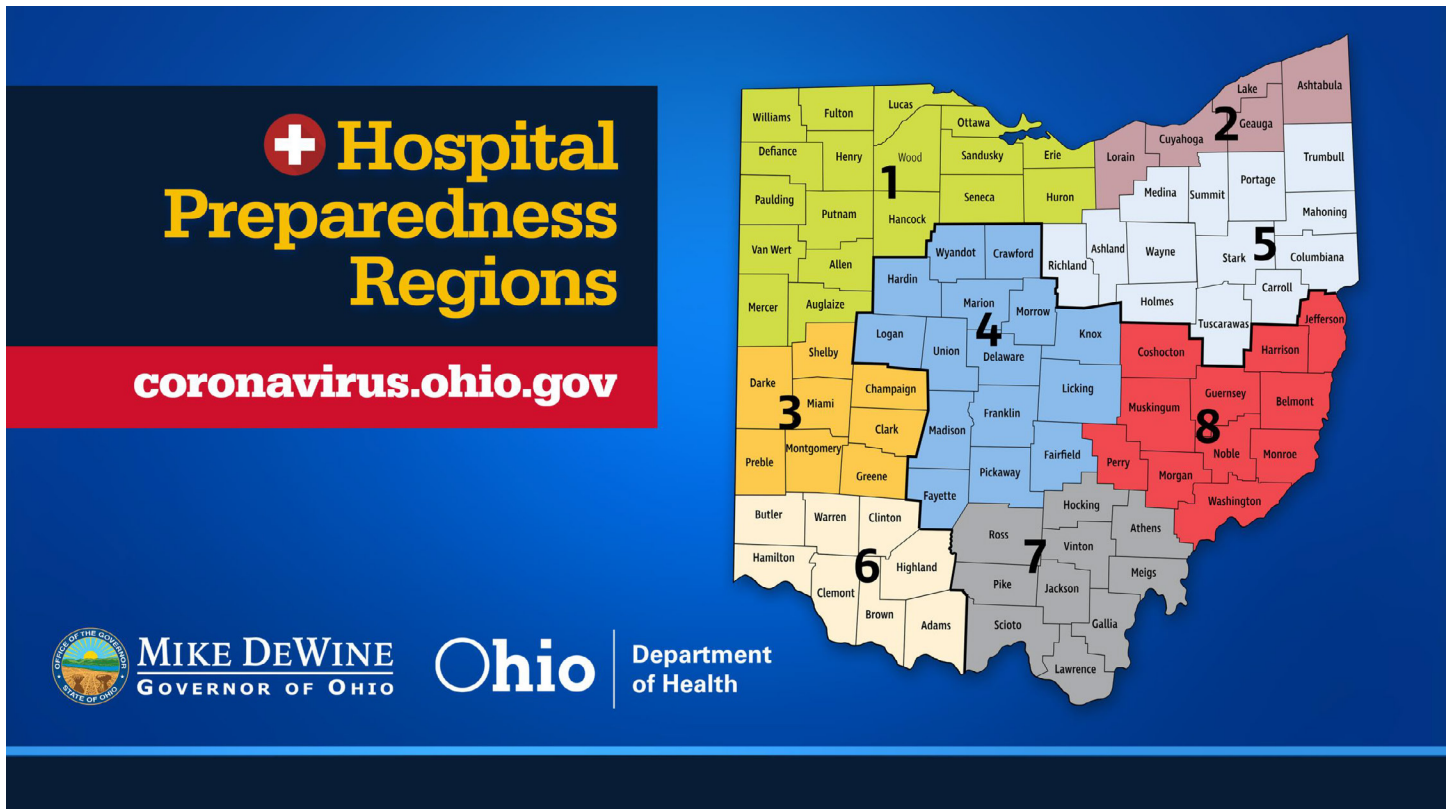 Hospital
Preparedness
Regions
coronavirus.ohio.gov
OFFICE OF THE GOVERNOR
STATE OF OHIO
MIKE DEWINE
GOVERNOR OF OHIO
Ohio
Department
of Health
Williams
Fulton
Lucas
Ottawa
Defiance
Henry
Wood
Sandusky
Erie
1
Paulding
Putnam
Hancock
Seneca
Huron
Van Wert
Allen
Mercer
Auglaize
Lake
Ashtabula
2
Geauga
Cuyahoga
Lorain
Shelby
Darke
Miami
Champaign
3
Clark
Preble
Montgomery
Greene
Wyandot
Crawford
Hardin
Marion
Morrow
4
Logan
Union
Delaware
Knox
Licking
Franklin
Madison
Pickaway
Fairfield
Fayette
Trumbull
Medina
Summit
Portage
Mahoning
Richland
Ashland
Wayne
Stark
5
Columbiana
Holmes
Carroll
Tuscarawas
Butler
Warren
Clinton
Hamilton
6
Highland
Clemont
Brown
Adams
Hocking
Ross
7
Vinton
Athens
Pike
Jackson
Meigs
Scioto
Gallia
Lawrence
Jefferson
Coshocton
Harrison
Muskingum
Guernsey
Belmont
8
Perry
Morgan
Noble
Monroe
Washington